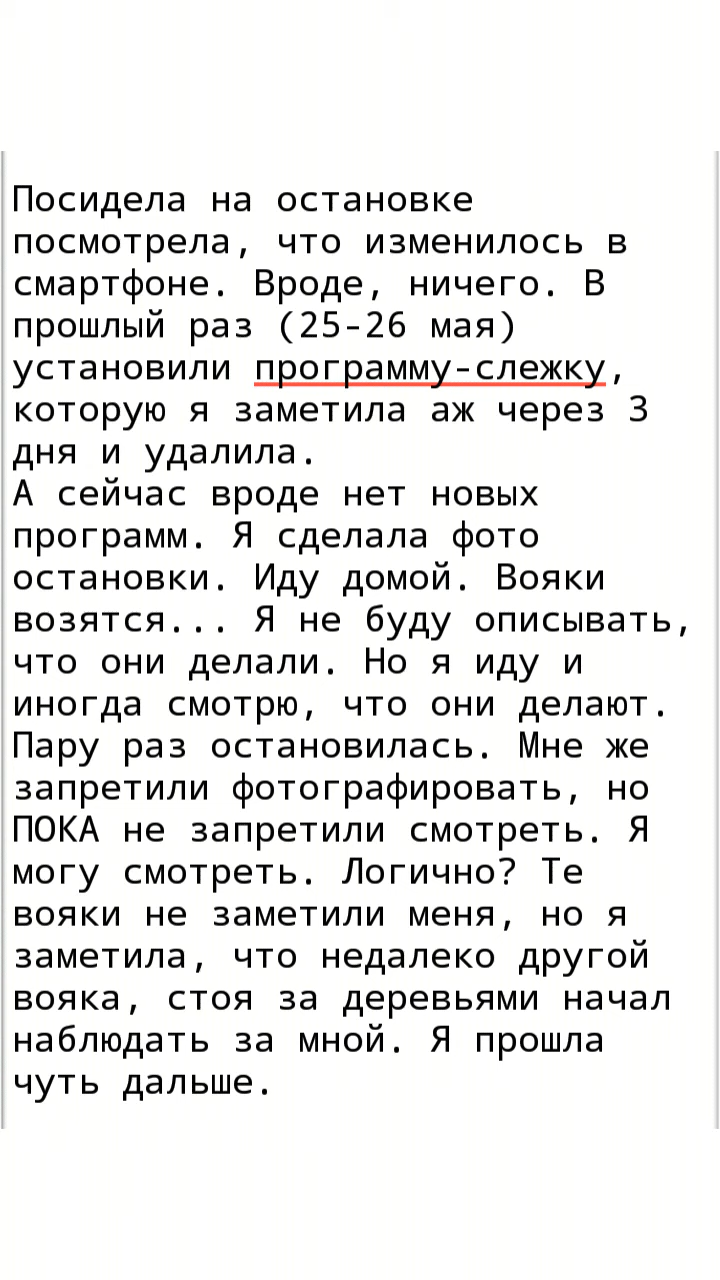 Посидела на остановке
посмотрела, что изменилось в
смартфоне. Вроде, ничего. В
прошлый раз (25-26 мая)
установили программу-слежку,
которую я заметила аж через 3
дня и удалила.
А сейчас вроде нет новых
программ. Я сделала фото
остановки. Иду домой. Вояки
возятся... Я не буду описывать,
что они делали. Но я иду и
иногда смотрю, что они делают.
Пару раз остановилась. Мне же
запретили фотографировать, но
ПОКА не запретили смотреть. Я
могу смотреть. Логично? Те
вояки не заметили меня, но я
заметила, что недалеко другой
вояка, стоя за деревьями начал
наблюдать за мной. Я прошла
чуть дальше.